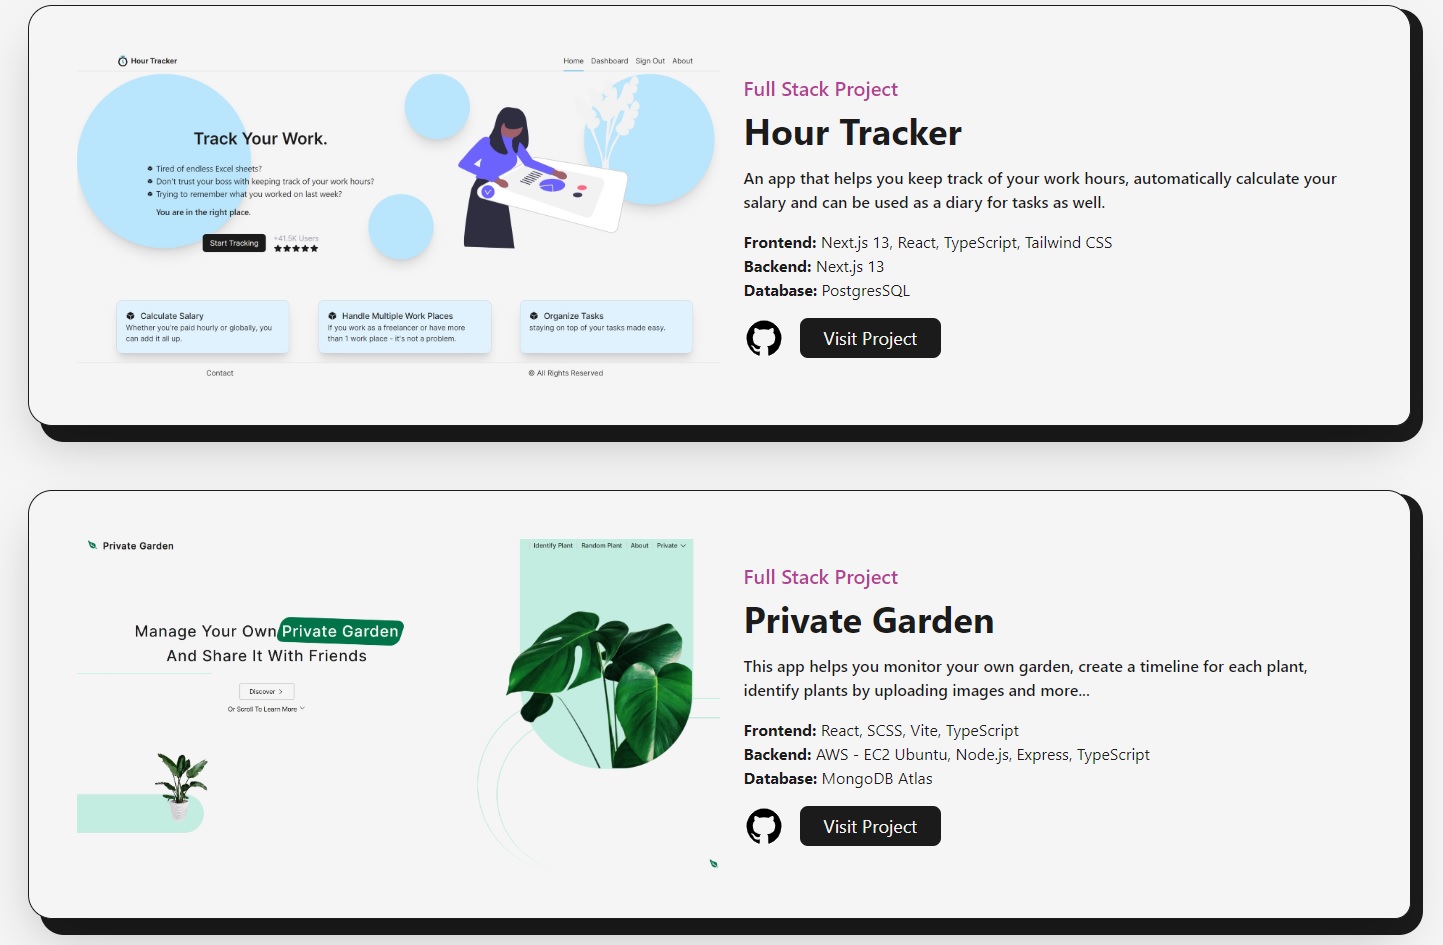 Hour Tracker
Home Dashboard Sign Out About
Track Your Work.
Tired of endless Excel sheets?
Don't trust your boss with keeping track of your work hours?
Trying to remember what you worked on last week?
You are in the right place.
Start Tracking
+41.5K Users
Calculate Salary
Whether you're paid hourly or globally, you
can add it all up.
Handle Multiple Work Places
If you work as a freelancer or have more
than 1 work place - it's not a problem.
Organize Tasks
staying on top of your tasks made easy.
Contact
© All Rights Reserved
Full Stack Project
Hour Tracker
An app that helps you keep track of your work hours, automatically calculate your
salary and can be used as a diary for tasks as well.
Frontend: Next.js 13, React, TypeScript, Tailwind CSS
Backend: Next.js 13
Database: PostgresSQL
Visit Project
Private Garden
Identify Plant Random Plant About Private
Manage Your Own Private Garden
And Share It With Friends
Discover >
Or Scroll To Learn More
Full Stack Project
Private Garden
This app helps you monitor your own garden, create a timeline for each plant,
identify plants by uploading images and more...
Frontend: React, SCSS, Vite, TypeScript
Backend: AWS - EC2 Ubuntu, Node.js, Express, TypeScript
Database: MongoDB Atlas
Visit Project